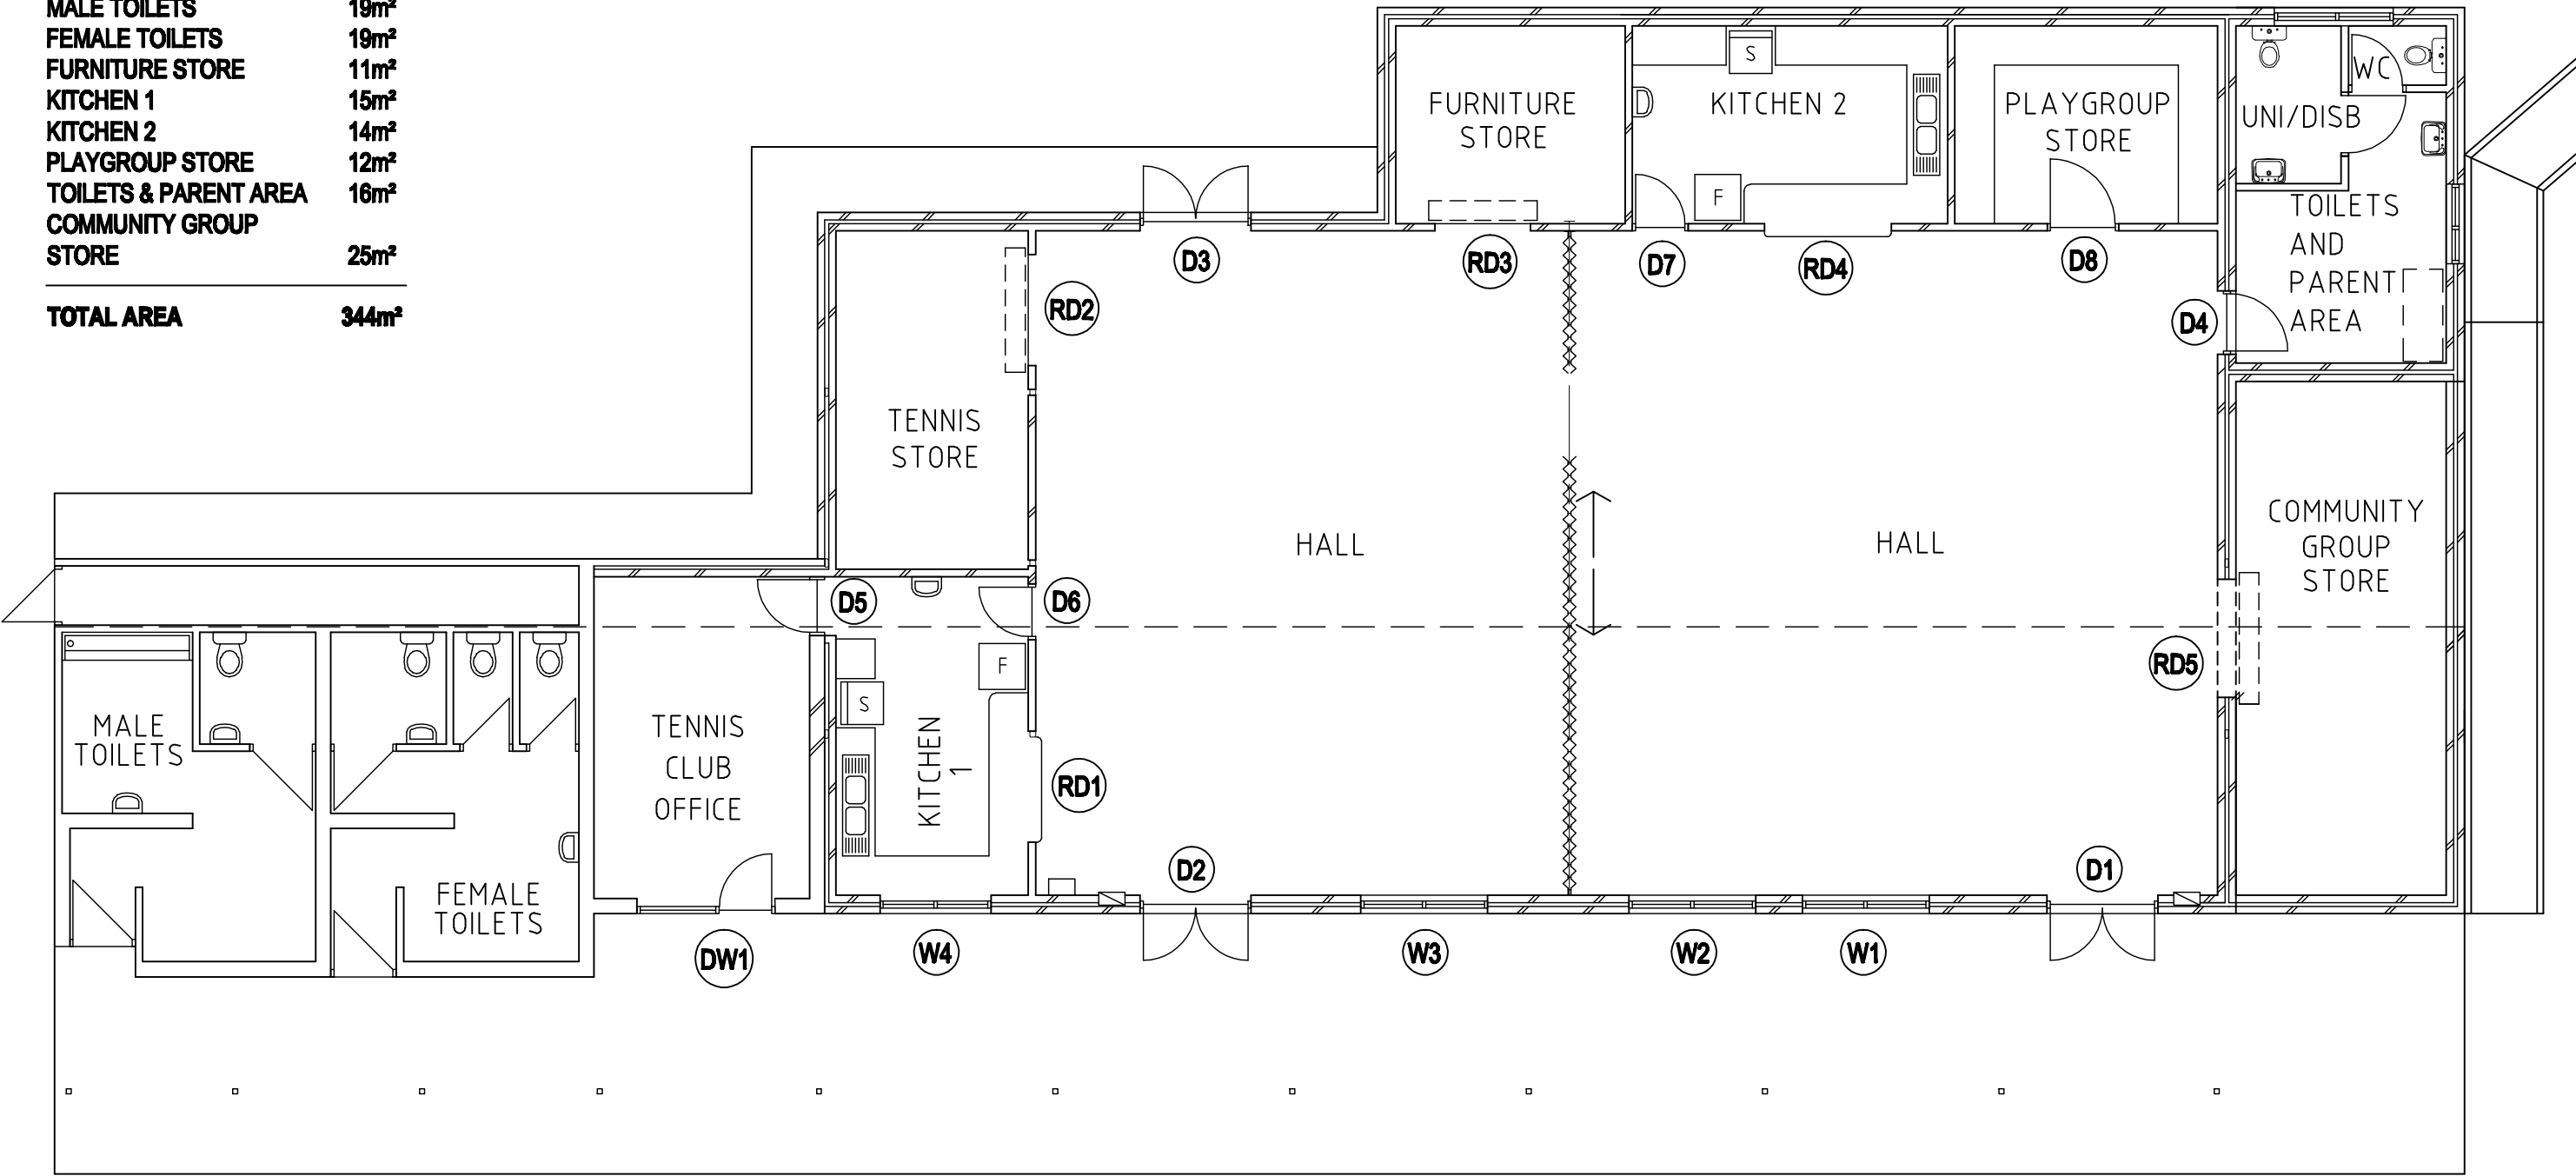 MALE TOILETS 19m²
FEMALE TOILETS 19m²
FURNITURE STORE 11m²
KITCHEN 1 15m²
KITCHEN 2 14m²
PLAYGROUP STORE 12m²
TOILETS & PARENT AREA 16m²
COMMUNITY GROUP
STORE 25m²
TOTAL AREA 344m²
FURNITURE
STORE
S
KITCHEN 2
F
PLAYGROUP
STORE
WC
UNI/DISB
TOILETS
AND
PARENT
AREA
D3
RD3
D7
RD4
D8
RD2
D4
TENNIS
STORE
HALL
HALL
COMMUNITY
GROUP
STORE
D5
D6
RD5
F
S
MALE
TOILETS
TENNIS
CLUB
OFFICE
KITCHEN
1
RD1
D2
D1
FEMALE
TOILETS
DW1
W4
W3
W2
W1